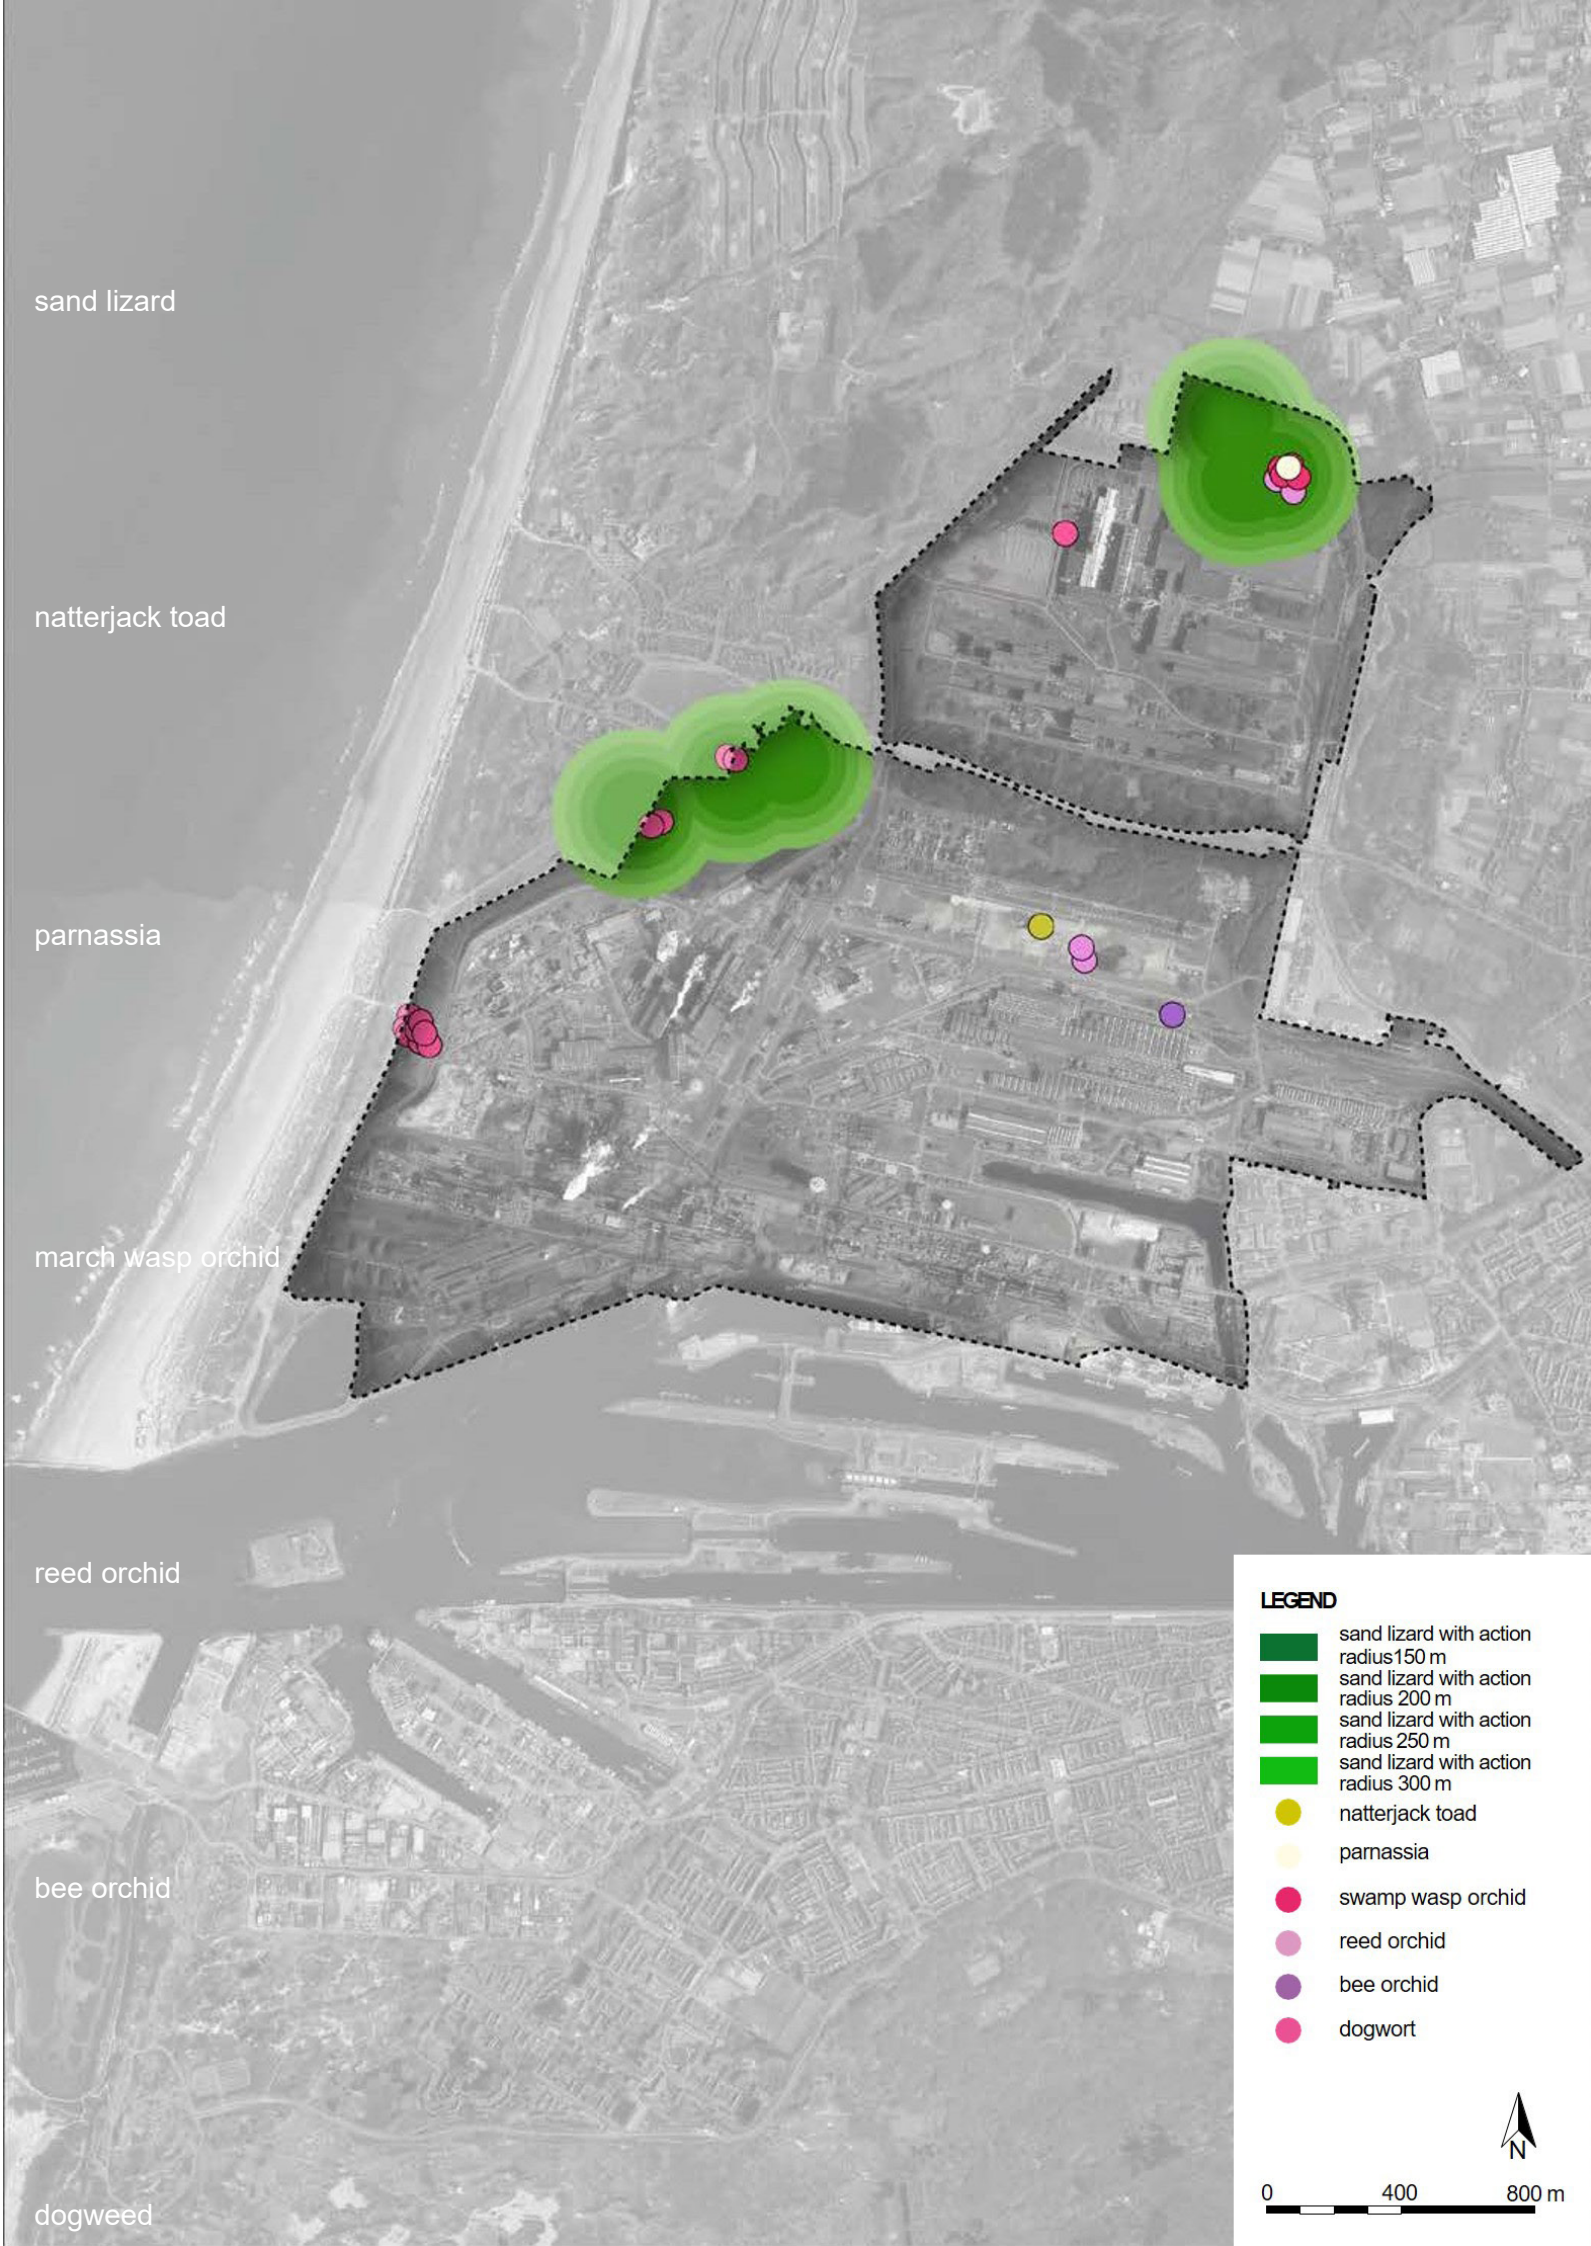 sand lizard
natterjack toad
parnassia
march wasp orchid
reed orchid
bee orchid
dogweed
LEGEND
sand lizard with action
radius150 m
sand lizard with action
radius 200 m
sand lizard with action
radius 250 m
sand lizard with action
radius 300 m
natterjack toad
parnassia
swamp wasp orchid
reed orchid
bee orchid
dogwort
N
0 400 800 m